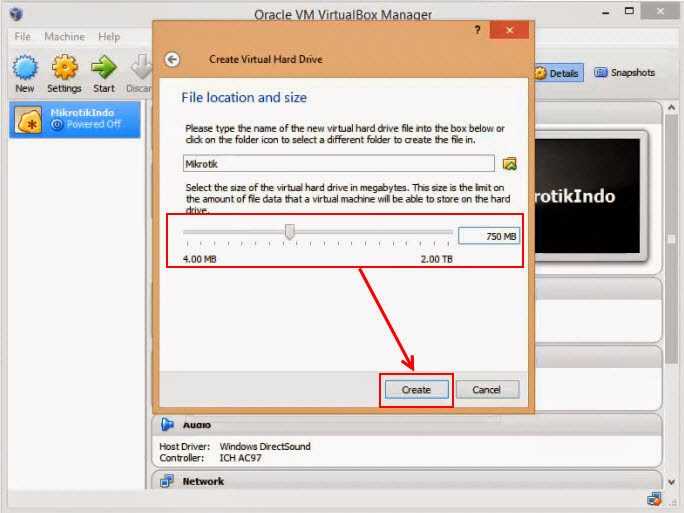 Oracle VM VirtualBox Manager
File Machine Help
New Settings Start
Details Snapshots
MikrotikIndo
Powered Off
?
Create Virtual Hard Drive
File location and size
Please type the name of the new virtual hard drive file into the box below or
click on the folder icon to select a different folder to create the file in.
Mikrotik
Select the size of the virtual hard drive in megabytes. This size is the limit on
the amount of file data that a virtual machine will be able to store on the hard
drive.
750 MB
4.00 MB 2.00 TB
Create Cancel
rotikIndo
Audio
Host Driver: Windows DirectSound
Controller: ICH AC97
Network